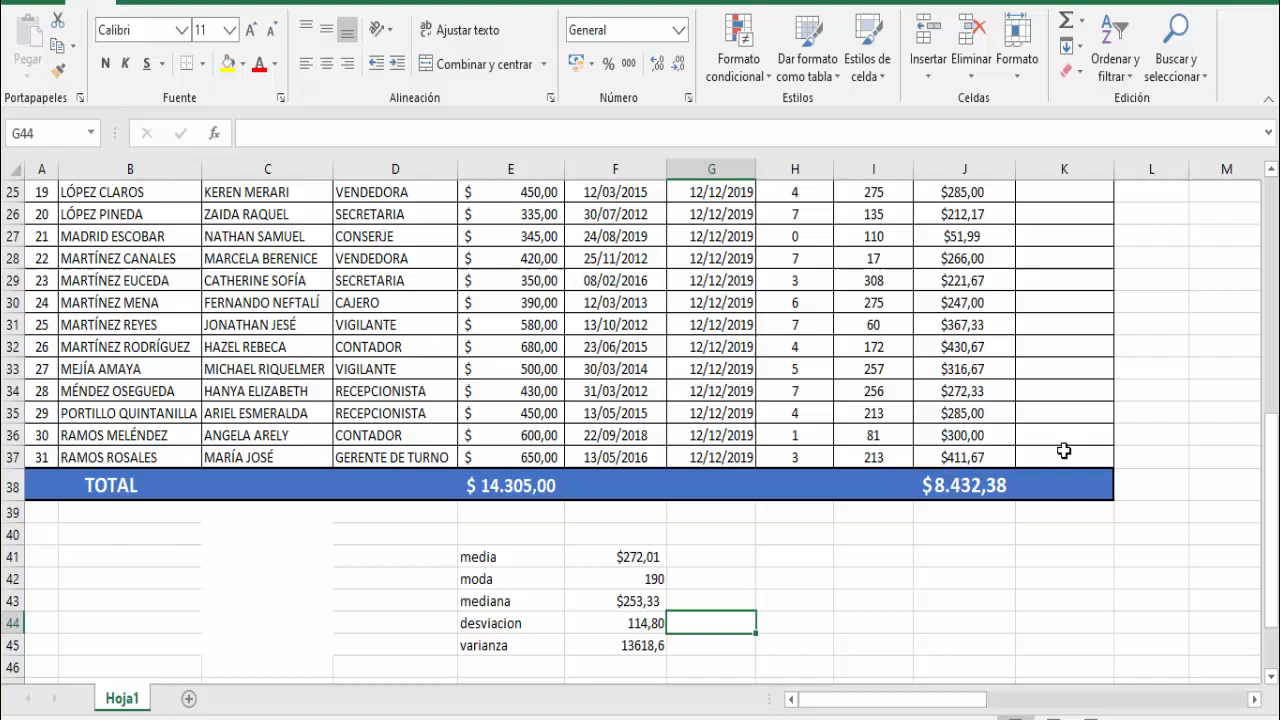 Calibri 11 Ajustar texto General
Pegar N K S Combinar y centrar % 000 Formato condicional Dar formato como tabla Estilos de celda Insertar Eliminar Formato Ordenar y filtrar Buscar y seleccionar
Portapapeles Fuente Alineación Número Estilos Celdas Edición
G44 fx
A B C D E F G H I J K L M
25 19 LÓPEZ CLAROS KEREN MERARI VENDEDORA $ 450,00 12/03/2015 12/12/2019 4 275 $285,00
26 20 LÓPEZ PINEDA ZAIDA RAQUEL SECRETARIA $ 335,00 30/07/2012 12/12/2019 7 135 $212,17
27 21 MADRID ESCOBAR NATHAN SAMUEL CONSERJE $ 345,00 24/08/2019 12/12/2019 0 110 $51,99
28 22 MARTÍNEZ CANALES MARCELA BERENICE VENDEDORA $ 420,00 25/11/2012 12/12/2019 7 17 $266,00
29 23 MARTÍNEZ EUCEDA CATHERINE SOFÍA SECRETARIA $ 350,00 08/02/2016 12/12/2019 3 308 $221,67
30 24 MARTÍNEZ MENA FERNANDO NEFTALÍ CAJERO $ 390,00 12/03/2013 12/12/2019 6 275 $247,00
31 25 MARTÍNEZ REYES JONATHAN JESÉ VIGILANTE $ 580,00 13/10/2012 12/12/2019 7 60 $367,33
32 26 MARTÍNEZ RODRÍGUEZ HAZEL REBECA CONTADOR $ 680,00 23/06/2015 12/12/2019 4 172 $430,67
33 27 MEJÍA AMAYA MICHAEL RIQUELMER VIGILANTE $ 500,00 30/03/2014 12/12/2019 5 257 $316,67
34 28 MÉNDEZ OSEGUEDA HANYA ELIZABETH RECEPCIONISTA $ 430,00 31/03/2012 12/12/2019 7 256 $272,33
35 29 PORTILLO QUINTANILLA ARIEL ESMERALDA RECEPCIONISTA $ 450,00 13/05/2015 12/12/2019 4 213 $285,00
36 30 RAMOS MELÉNDEZ ANGELA ARELY CONTADOR $ 600,00 22/09/2018 12/12/2019 1 81 $300,00
37 31 RAMOS ROSALES MARÍA JOSÉ GERENTE DE TURNO $ 650,00 13/05/2016 12/12/2019 3 213 $411,67
38 TOTAL $ 14.305,00 $8.432,38
39
40
41 media $272,01
42 moda 190
43 mediana $253,33
44 desviacion 114,80
45 varianza 13618,6
46
Hoja1